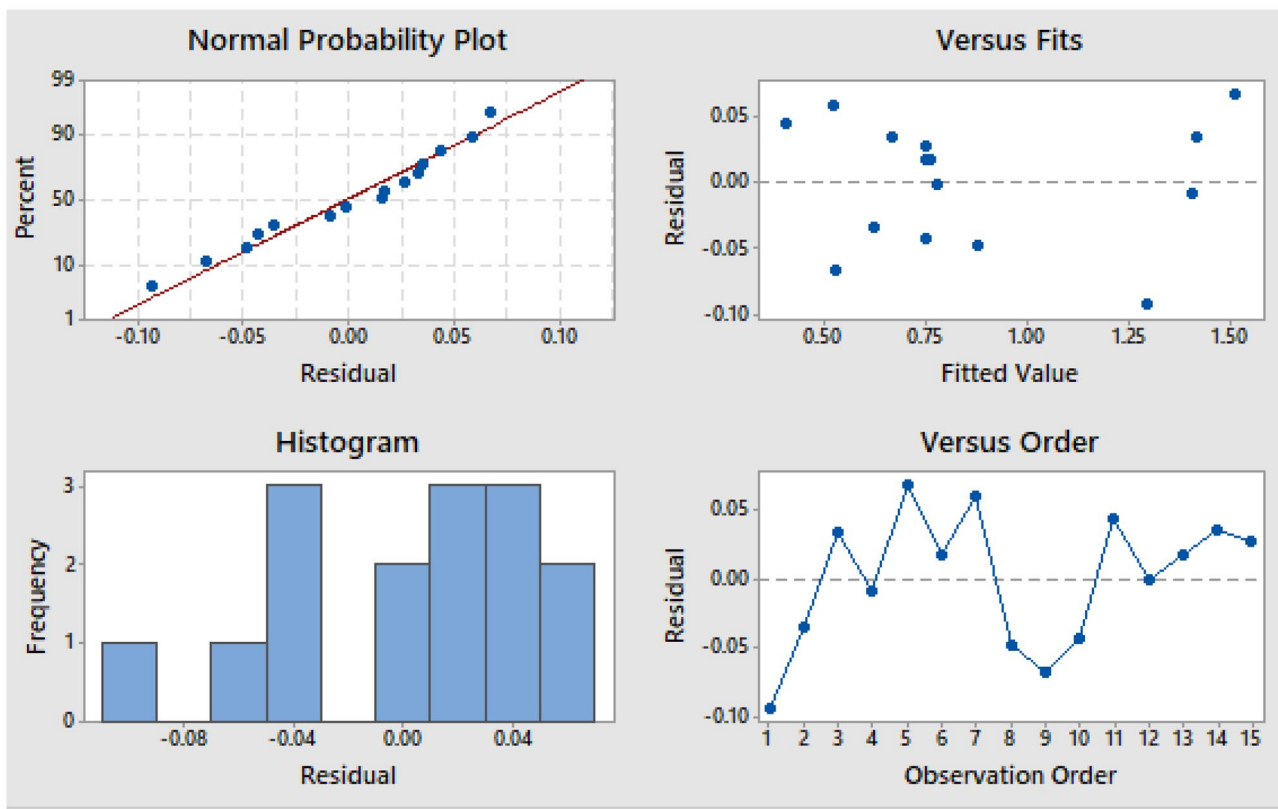 Normal Probability Plot
99
90
50
10
1
Percent
-0.10 -0.05 0.00 0.05 0.10
Residual
Versus Fits
0.05
0.00
-0.05
-0.10
Residual
0.50 0.75 1.00 1.25 1.50
Fitted Value
Histogram
3
2
1
0
Frequency
-0.08 -0.04 0.00 0.04
Residual
Versus Order
0.05
0.00
-0.05
-0.10
Residual
1 2 3 4 5 6 7 8 9 10 11 12 13 14 15
Observation Order